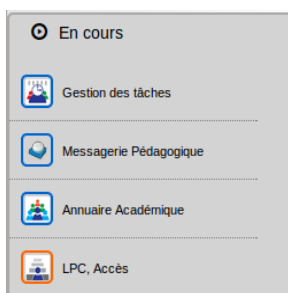 En cours
Gestion des tâches
Messagerie Pédagogique
Annuaire Académique
LPC, Accès